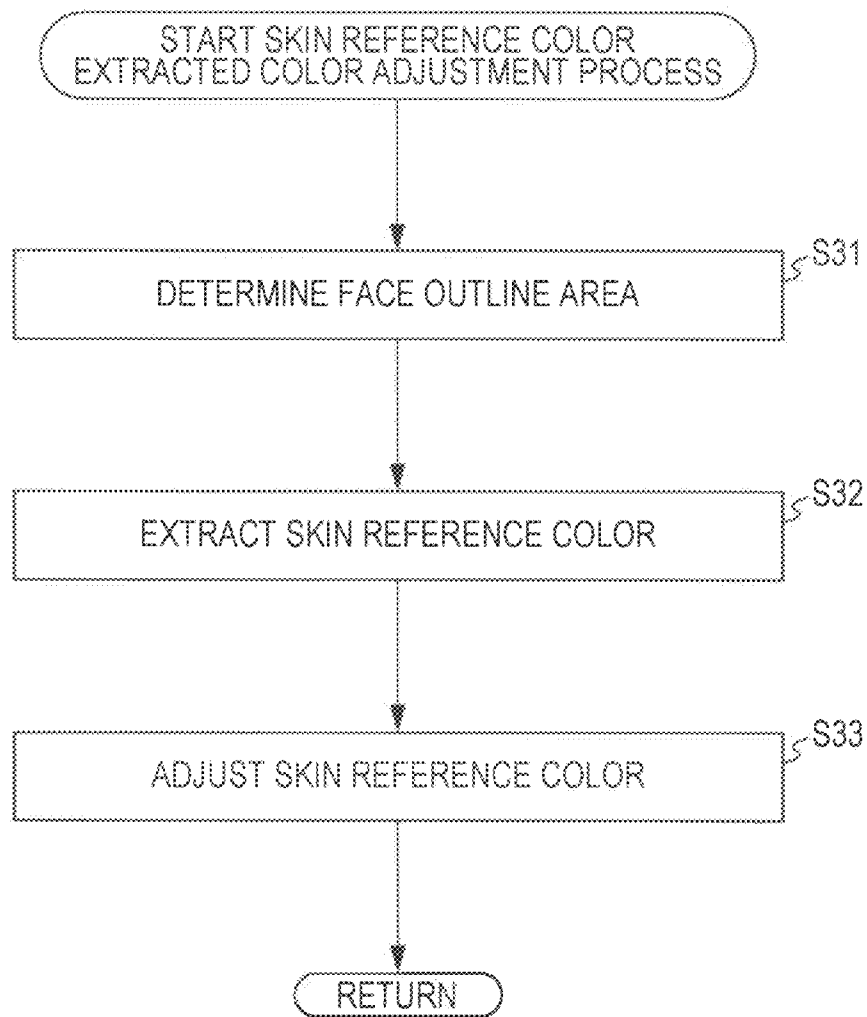 START SKIN REFERENCE COLOR
EXTRACTED COLOR ADJUSTMENT PROCESS
S31
DETERMINE FACE OUTLINE AREA
S32
EXTRACT SKIN REFERENCE COLOR
S33
ADJUST SKIN REFERENCE COLOR
RETURN